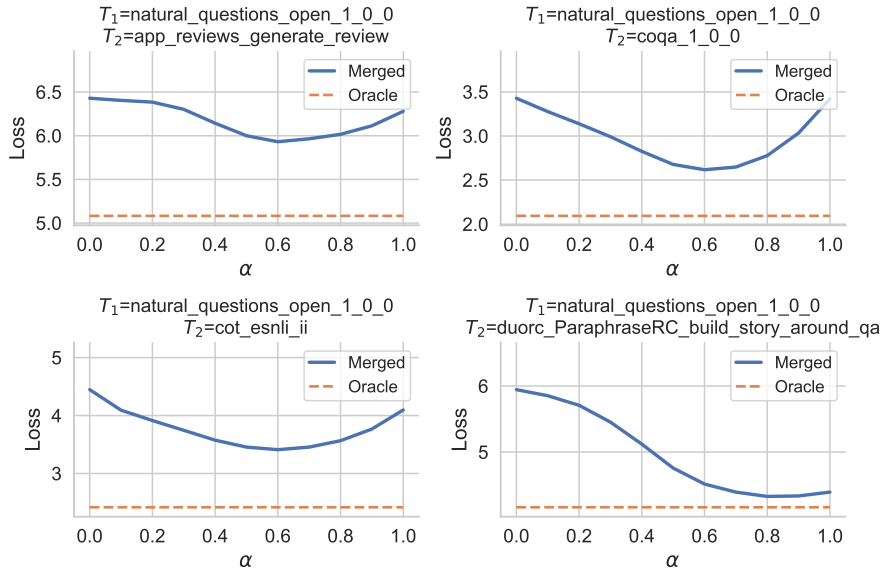 T1=natural_questions_open_1_0_0
T2=app_reviews_generate_review
Loss
6.5
6.0
5.5
5.0
0.0 0.2 0.4 0.6 0.8 1.0
α
Merged
Oracle
T1=natural_questions_open_1_0_0
T2=coqa_1_0_0
Loss
3.5
3.0
2.5
2.0
0.0 0.2 0.4 0.6 0.8 1.0
α
Merged
Oracle
T1=natural_questions_open_1_0_0
T2=cot_esnli_ii
Loss
5
4
3
0.0 0.2 0.4 0.6 0.8 1.0
α
Merged
Oracle
T1=natural_questions_open_1_0_0
T2=duorc_ParaphraseRC_build_story_around_qa
Loss
6
5
0.0 0.2 0.4 0.6 0.8 1.0
α
Merged
Oracle